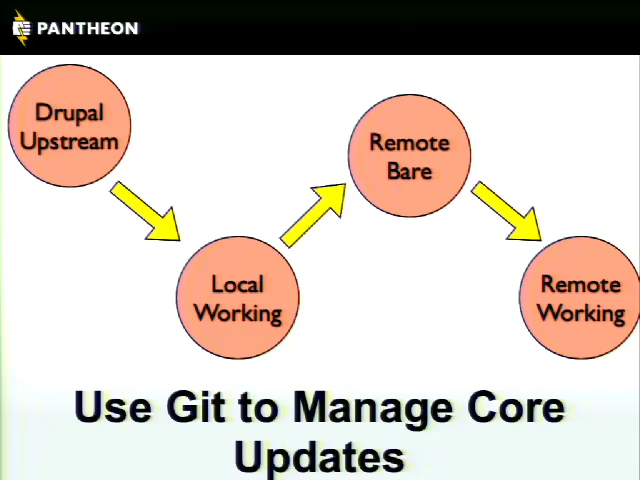 PANTHEON
Drupal
Upstream
Remote
Bare
Local
Working
Remote
Working
Use Git to Manage Core
Updates